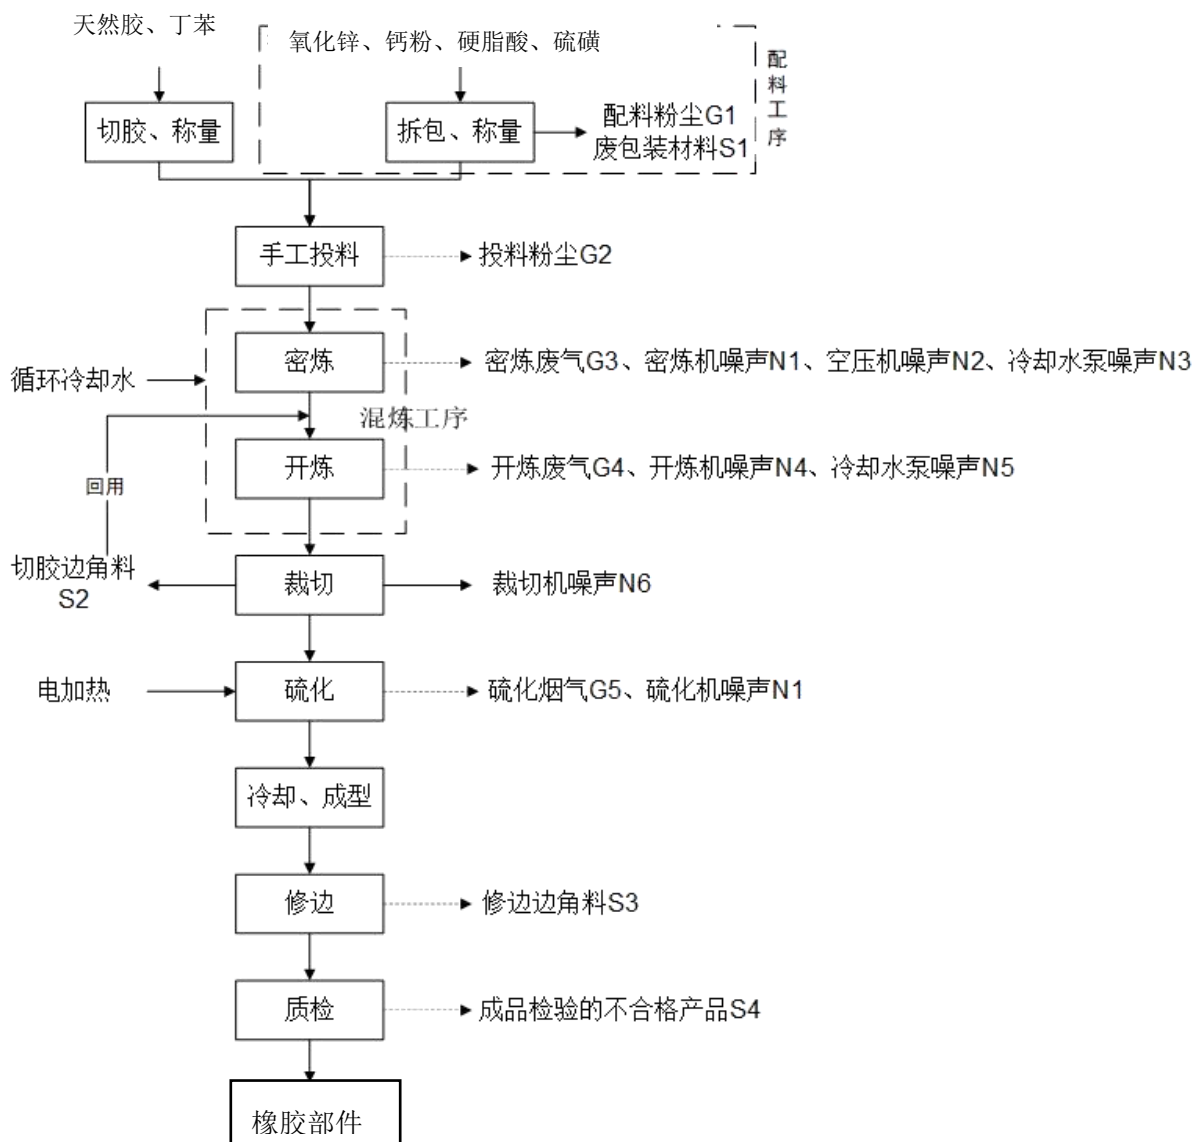 天然胶、丁苯
氧化锌、钙粉、硬脂酸、硫磺
配料工序
切胶、称量
拆包、称量
配料粉尘G1
废包装材料S1
手工投料
投料粉尘G2
密炼
密炼废气G3、密炼机噪声N1、空压机噪声N2、冷却水泵噪声N3
循环冷却水
混炼工序
开炼
开炼废气G4、开炼机噪声N4、冷却水泵噪声N5
回用
切胶边角料
S2
裁切
裁切机噪声N6
电加热
硫化
硫化烟气G5、硫化机噪声N1
冷却、成型
修边
修边边角料S3
质检
成品检验的不合格产品S4
橡胶部件